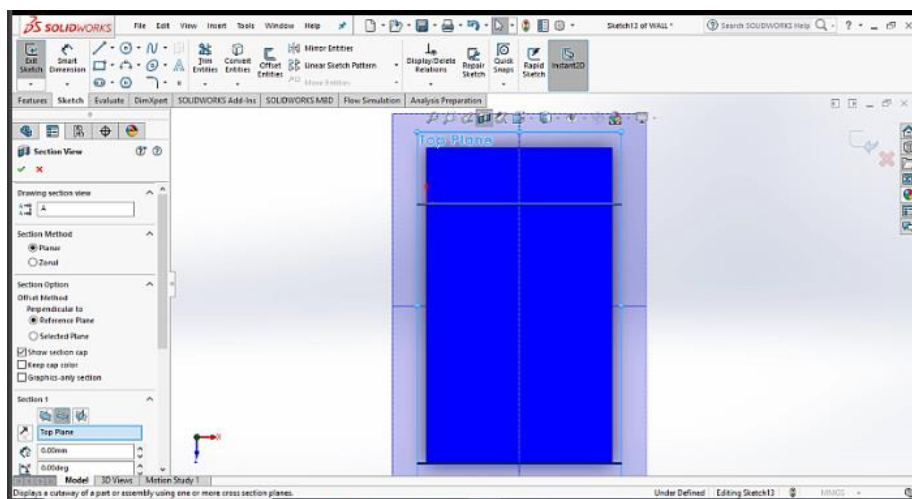 SOLIDWORKS File Edit View Insert Tools Window Help Sketch13 of WALL * Search SOLIDWORKS Help
Exit Sketch Smart Dimension Trim Entities Convert Entities Offset Entities Mirror Entities Linear Sketch Pattern Move Entities Display/Delete Relations Repair Sketch Quick Snaps Rapid Sketch Instant2D
Features Sketch Evaluate DimXpert SOLIDWORKS Add-Ins SOLIDWORKS MBD Flow Simulation Analysis Preparation
Top Plane
Section View
Drawing section view
A
Section Method
Planar
Zonal
Section Option
Offset Method
Perpendicular to
Reference Plane
Selected Plane
Show section cap
Keep cap color
Graphics-only section
Section 1
Top Plane
0.00mm
0.00deg
Model 3D Views Motion Study 1
Displays a cutaway of a part or assembly using one or more cross section planes. Under Defined Editing Sketch13 MMGS